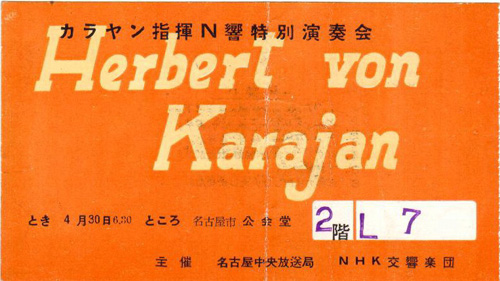 カラヤン指揮N響特別演奏会
Herbert von
Karajan
とき 4月30日6.30 ところ 名古屋市公会堂 2階 L 7
主催 名古屋中央放送局 NHK交響楽団